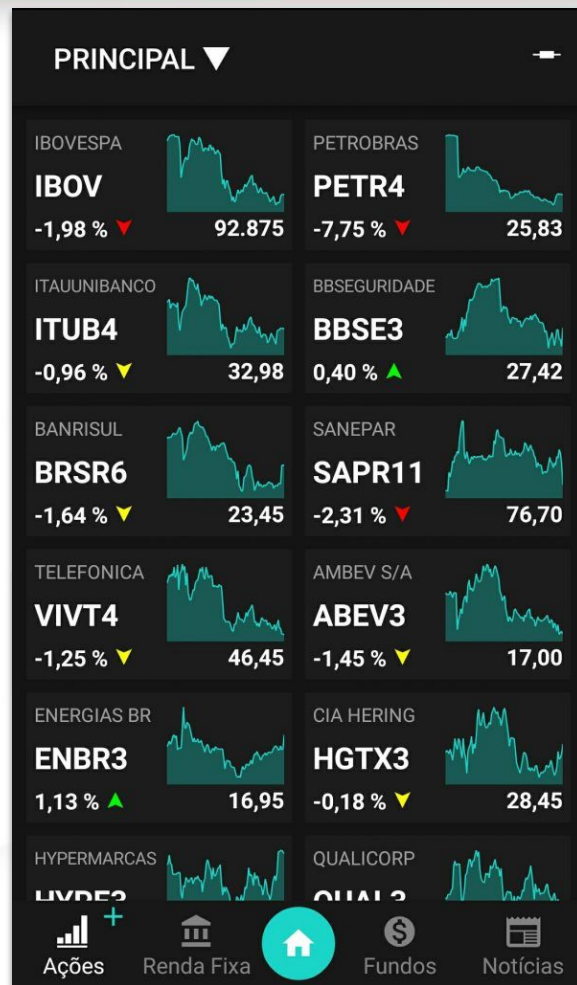 PRINCIPAL
IBOVESPA
IBOV
-1,98 % 92.875
PETROBRAS
PETR4
-7,75 % 25,83
ITAUUNIBANCO
ITUB4
-0,96 % 32,98
BBSEGURIDADE
BBSE3
0,40 % 27,42
BANRISUL
BRSR6
-1,64 % 23,45
SANEPAR
SAPR11
-2,31 % 76,70
TELEFONICA
VIVT4
-1,25 % 46,45
AMBEV S/A
ABEV3
-1,45 % 17,00
ENERGIAS BR
ENBR3
1,13 % 16,95
CIA HERING
HGTX3
-0,18 % 28,45
HYPERMARCAS
HYPE3
QUALICORP
QUAL3
Ações
Renda Fixa
Fundos
Notícias